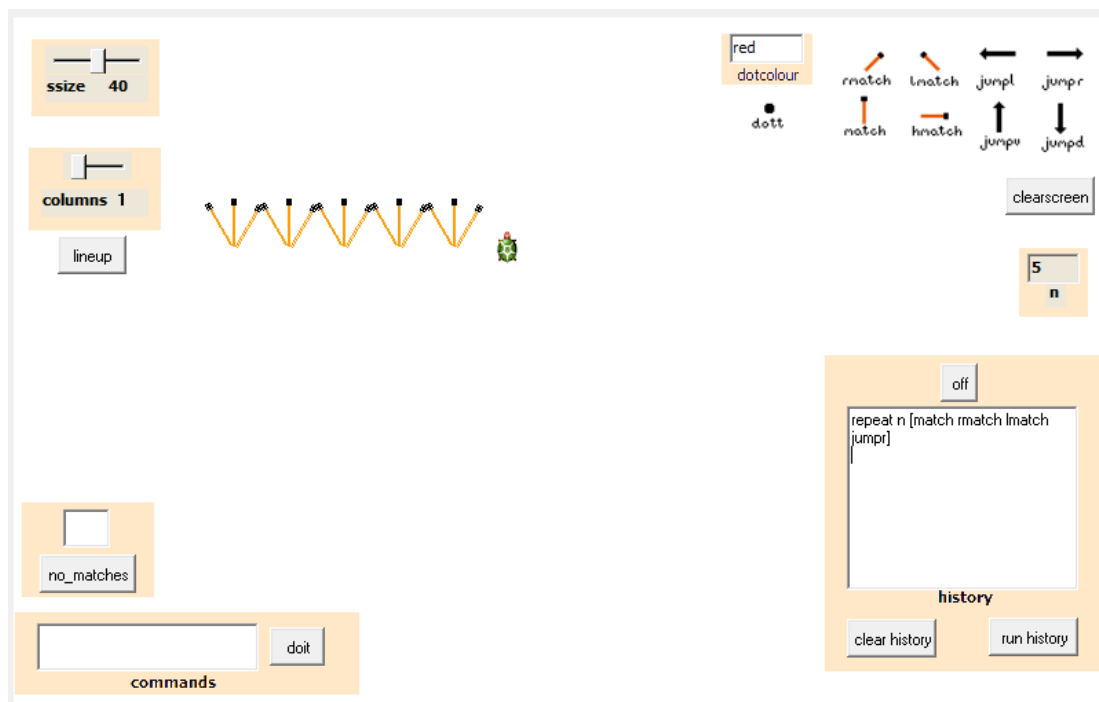 red
dotcolour
ssize 40
rmatch lmatch jumpl jumpr
dott
match hmatch jumpu jumpd
columns 1
clearscreen
lineup
5
n
off
repeat n [match rmatch lmatch
jumpr]
no_matches
history
clear history run history
doit
commands